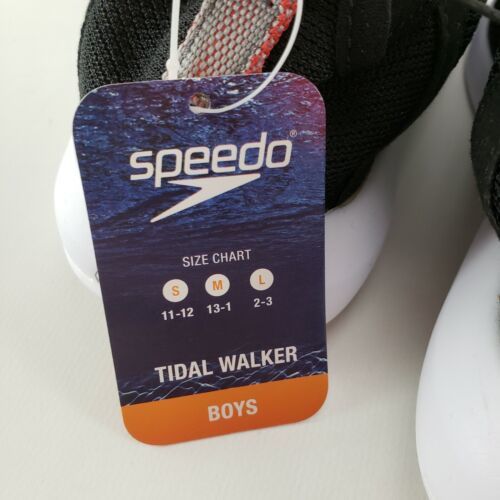 speedo®
SIZE CHART
S M L
11-12 13-1 2-3
TIDAL WALKER
BOYS